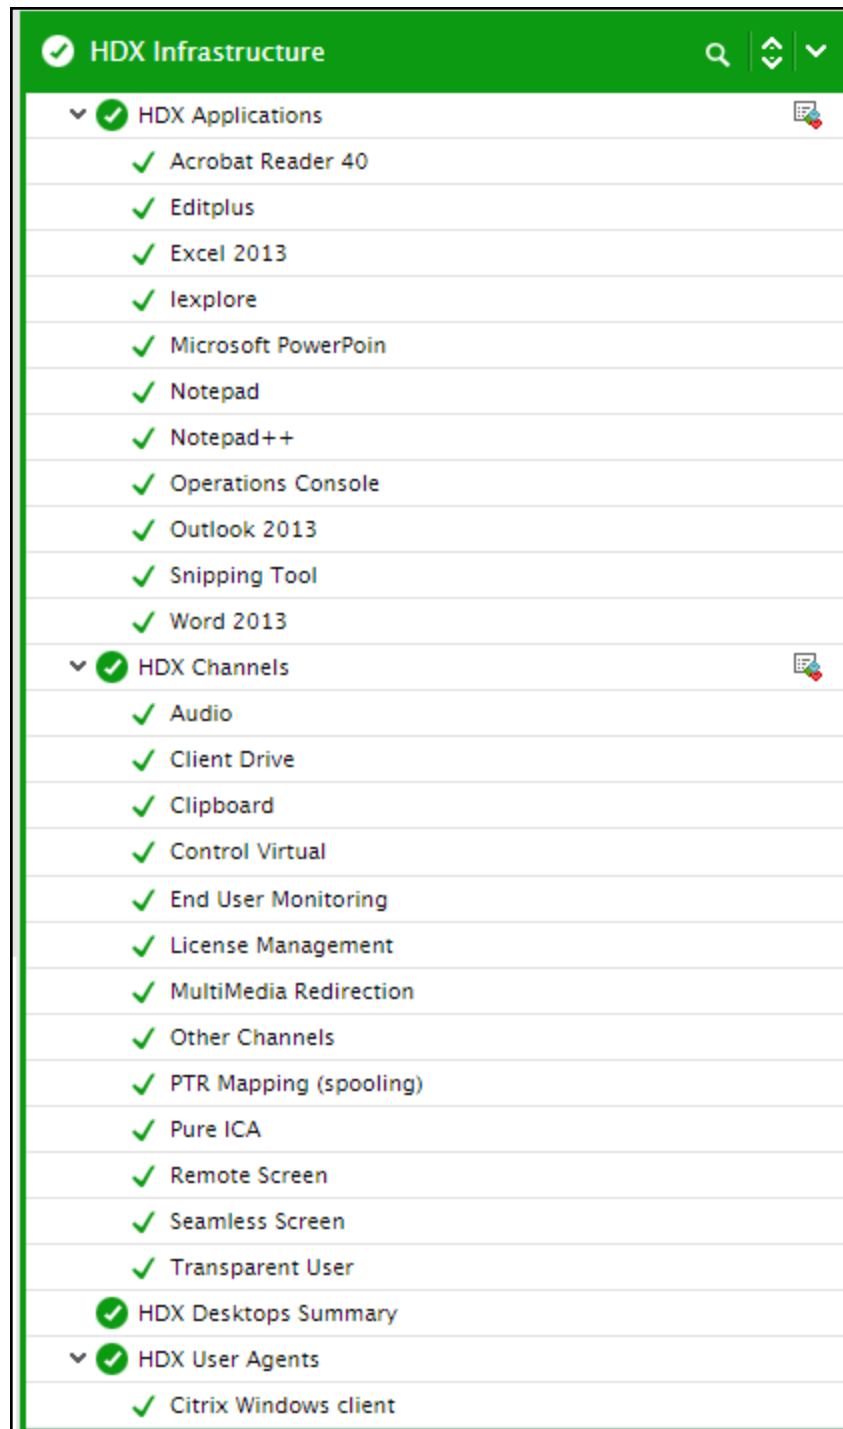 HDX Infrastructure
HDX Applications
Acrobat Reader 40
Editplus
Excel 2013
Iexplore
Microsoft PowerPoin
Notepad
Notepad++
Operations Console
Outlook 2013
Snipping Tool
Word 2013
HDX Channels
Audio
Client Drive
Clipboard
Control Virtual
End User Monitoring
License Management
MultiMedia Redirection
Other Channels
PTR Mapping (spooling)
Pure ICA
Remote Screen
Seamless Screen
Transparent User
HDX Desktops Summary
HDX User Agents
Citrix Windows client